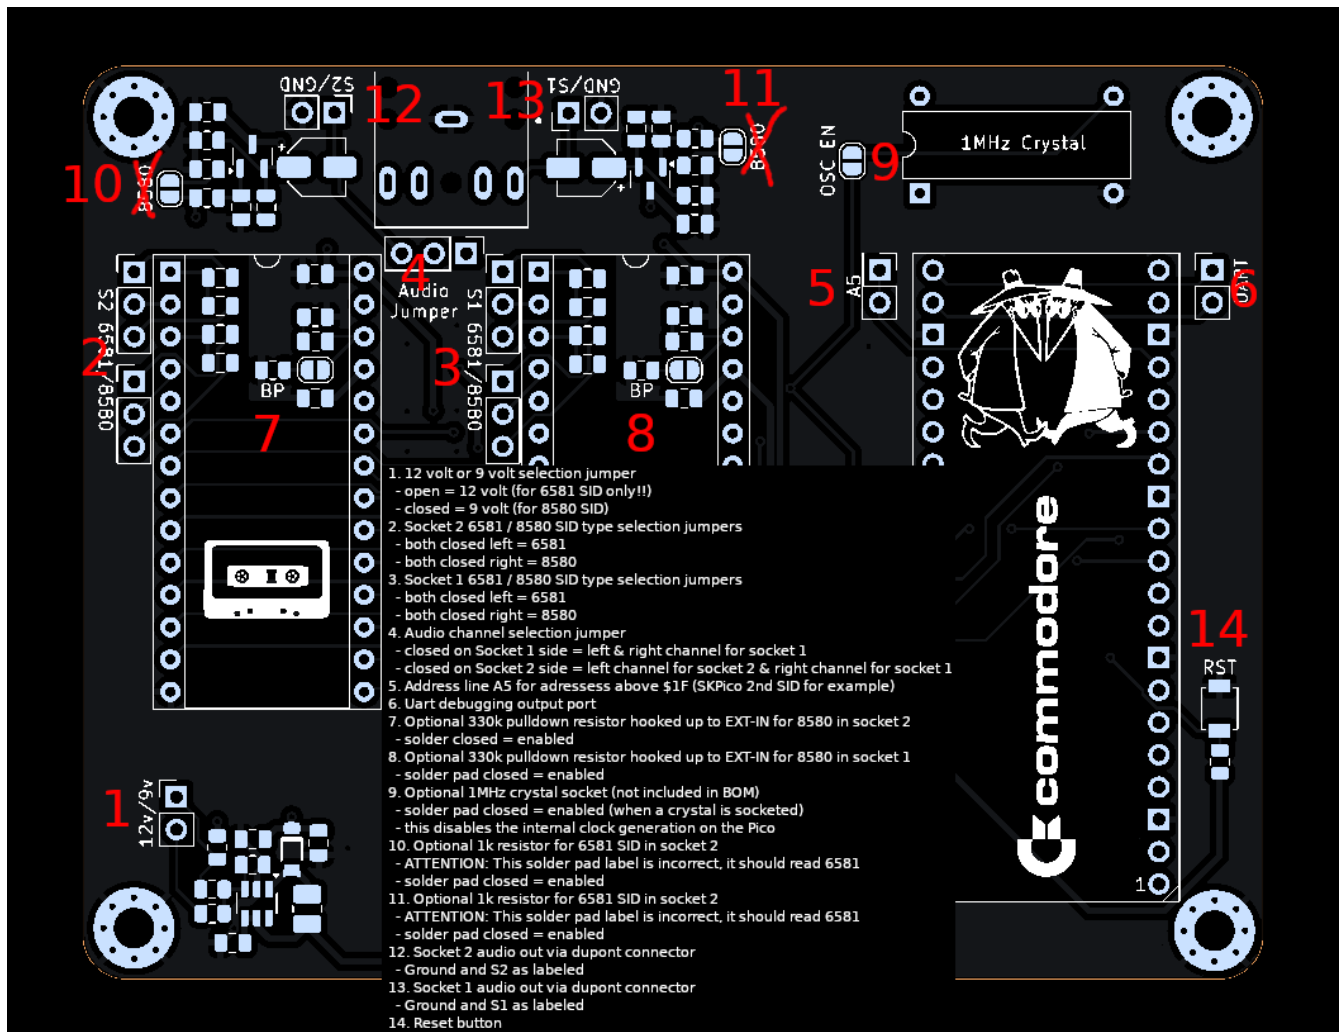 GND/S2
GND/S1
12
13
11
8580
10
8580
OSC EN
9
1MHz Crystal
4
Audio
Jumper
5
A5
UART
6
S2 6581/8580
2
S1 6581/8580
3
BP
7
BP
8
1. 12 volt or 9 volt selection jumper
- open = 12 volt (for 6581 SID only!!)
- closed = 9 volt (for 8580 SID)
2. Socket 2 6581 / 8580 SID type selection jumpers
- both closed left = 6581
- both closed right = 8580
3. Socket 1 6581 / 8580 SID type selection jumpers
- both closed left = 6581
- both closed right = 8580
4. Audio channel selection jumper
- closed on Socket 1 side = left & right channel for socket 1
- closed on Socket 2 side = left channel for socket 2 & right channel for socket 1
5. Address line A5 for adressess above $1F (SKPico 2nd SID for example)
6. Uart debugging output port
7. Optional 330k pulldown resistor hooked up to EXT-IN for 8580 in socket 2
- solder closed = enabled
8. Optional 330k pulldown resistor hooked up to EXT-IN for 8580 in socket 1
- solder pad closed = enabled
9. Optional 1MHz crystal socket (not included in BOM)
- solder pad closed = enabled (when a crystal is socketed)
- this disables the internal clock generation on the Pico
10. Optional 1k resistor for 6581 SID in socket 2
- ATTENTION: This solder pad label is incorrect, it should read 6581
- solder pad closed = enabled
11. Optional 1k resistor for 6581 SID in socket 2
- ATTENTION: This solder pad label is incorrect, it should read 6581
- solder pad closed = enabled
12. Socket 2 audio out via dupont connector
- Ground and S2 as labeled
13. Socket 1 audio out via dupont connector
- Ground and S1 as labeled
14. Reset button
commodore
14
RST
1
12v/9v
1